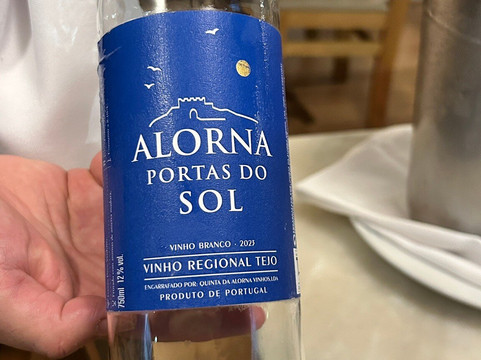 ALORNA
PORTAS DO
SOL
VINHO BRANCO · 2023
VINHO REGIONAL TEJO
ENGARRAFADO POR: QUINTA DA ALORNA VINHOS, LDA
PRODUTO DE PORTUGAL
750ml 12% vol.